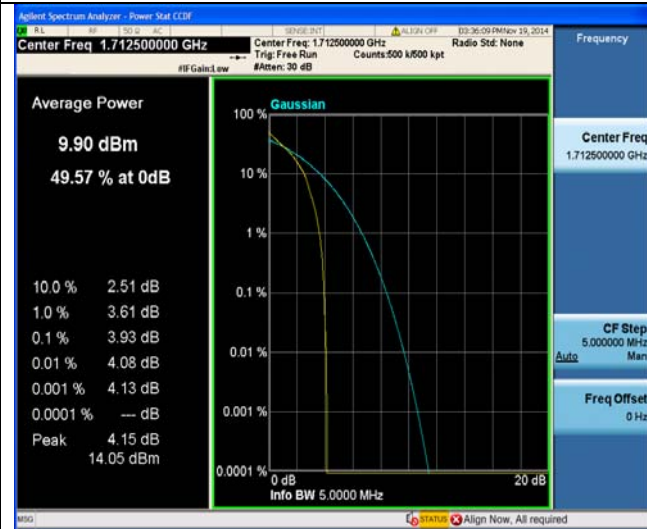 Agilent Spectrum Analyzer - Power Stat CCDF
RL RF 50 Ω AC SENSE:INT ALIGN OFF 03:36:09 PM Nov 19, 2014
Center Freq 1.712500000 GHz
Center Freq: 1.712500000 GHz Radio Std: None
Trig: Free Run Counts:500 k/500 kpt
#IFGain:Low #Atten: 30 dB
Frequency
Average Power
9.90 dBm
49.57 % at 0dB
10.0 % 2.51 dB
1.0 % 3.61 dB
0.1 % 3.93 dB
0.01 % 4.08 dB
0.001 % 4.13 dB
0.0001 % --- dB
Peak 4.15 dB
14.05 dBm
Gaussian
100 %
10 %
1 %
0.1 %
0.01 %
0.001 %
0.0001 %
0 dB 20 dB
Info BW 5.0000 MHz
Center Freq
1.712500000 GHz
CF Step
5.000000 MHz
Auto Man
Freq Offset
0 Hz
MSG STATUS Align Now, All required